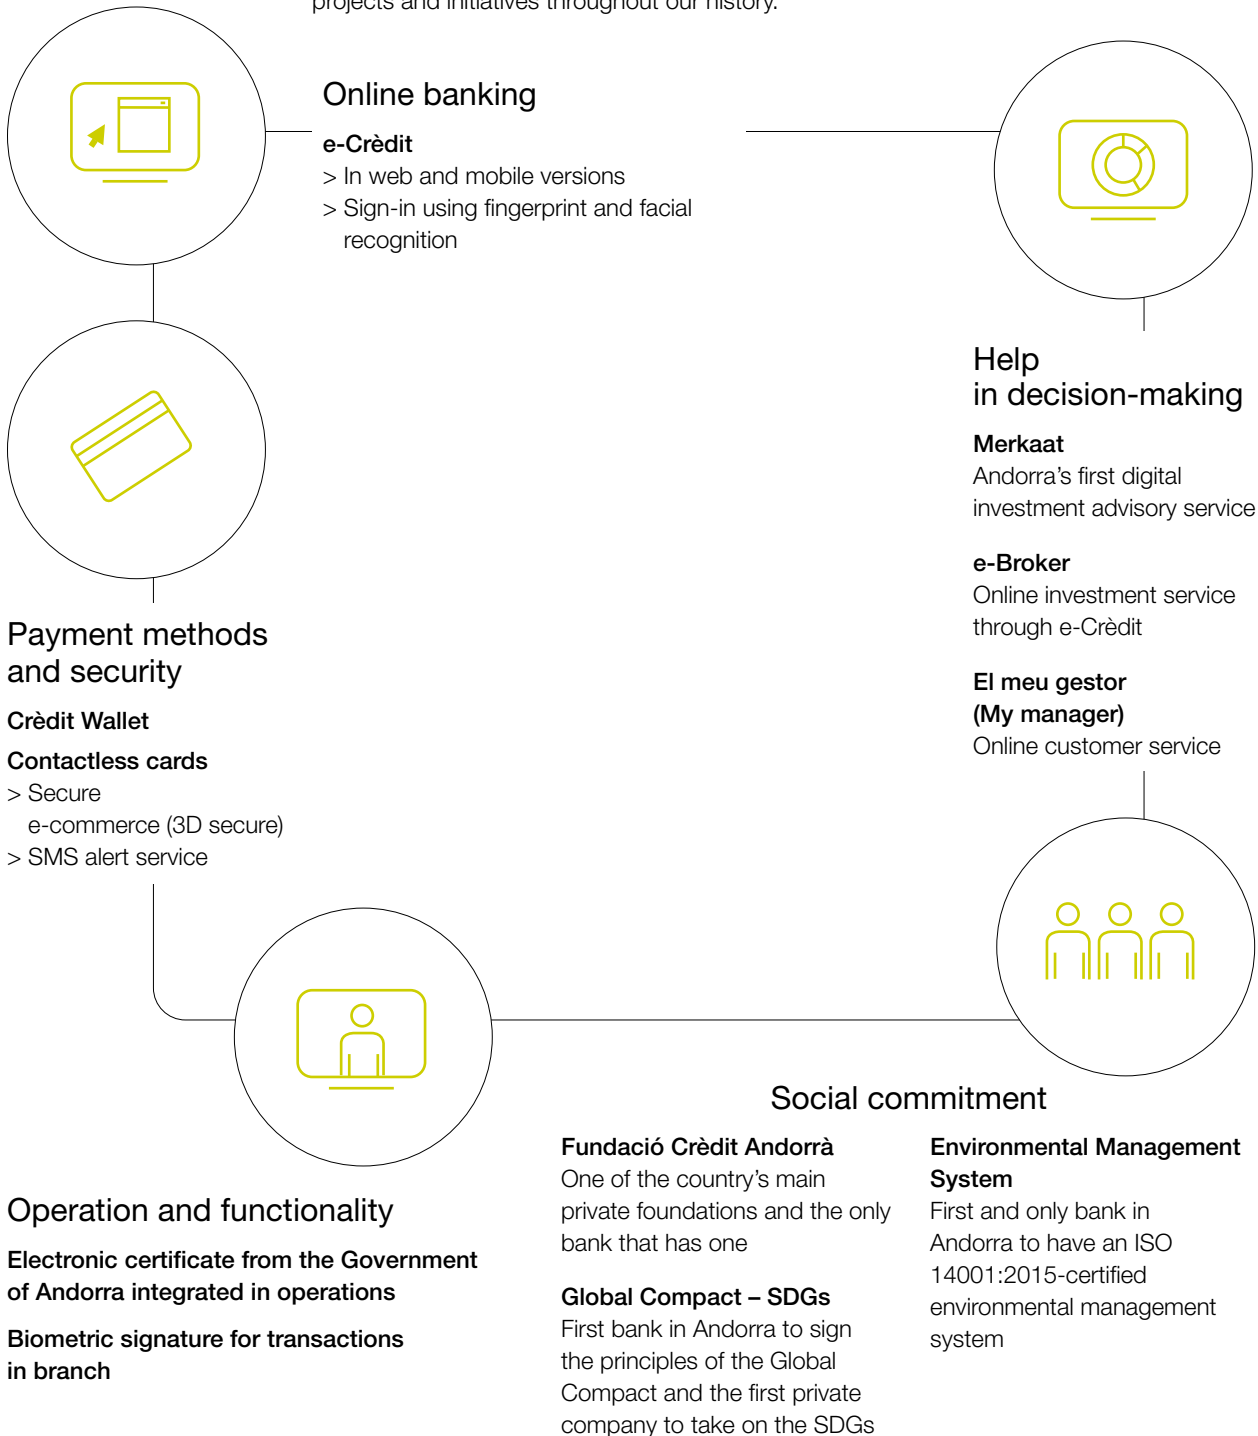 projects and initiatives throughout our history.
Online banking
e-Crèdit
> In web and mobile versions
> Sign-in using fingerprint and facial
recognition
Help
in decision-making
Merkaat
Andorra’s first digital
investment advisory service
e-Broker
Online investment service
through e-Crèdit
El meu gestor
(My manager)
Online customer service
Payment methods
and security
Crèdit Wallet
Contactless cards
> Secure
e-commerce (3D secure)
> SMS alert service
Operation and functionality
Electronic certificate from the Government
of Andorra integrated in operations
Biometric signature for transactions
in branch
Social commitment
Fundació Crèdit Andorrà
One of the country’s main
private foundations and the only
bank that has one
Global Compact – SDGs
First bank in Andorra to sign
the principles of the Global
Compact and the first private
company to take on the SDGs
Environmental Management
System
First and only bank in
Andorra to have an ISO
14001:2015-certified
environmental management
system